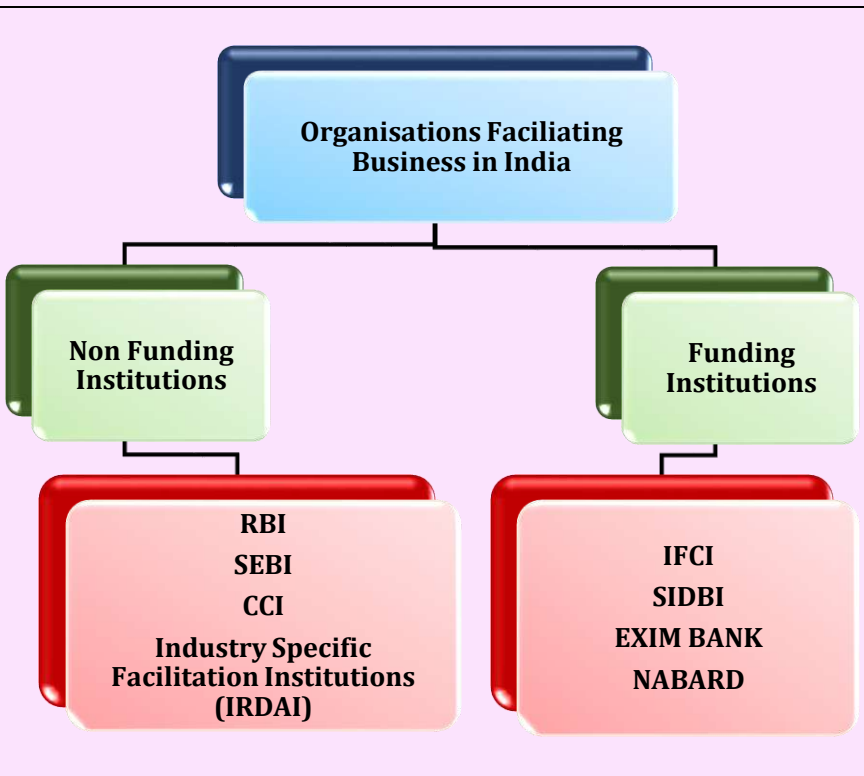 Organisations Faciliating
Business in India
Non Funding
Institutions
Funding
Institutions
RBI
SEBI
CCI
Industry Specific
Facilitation Institutions
(IRDAI)
IFCI
SIDBI
EXIM BANK
NABARD